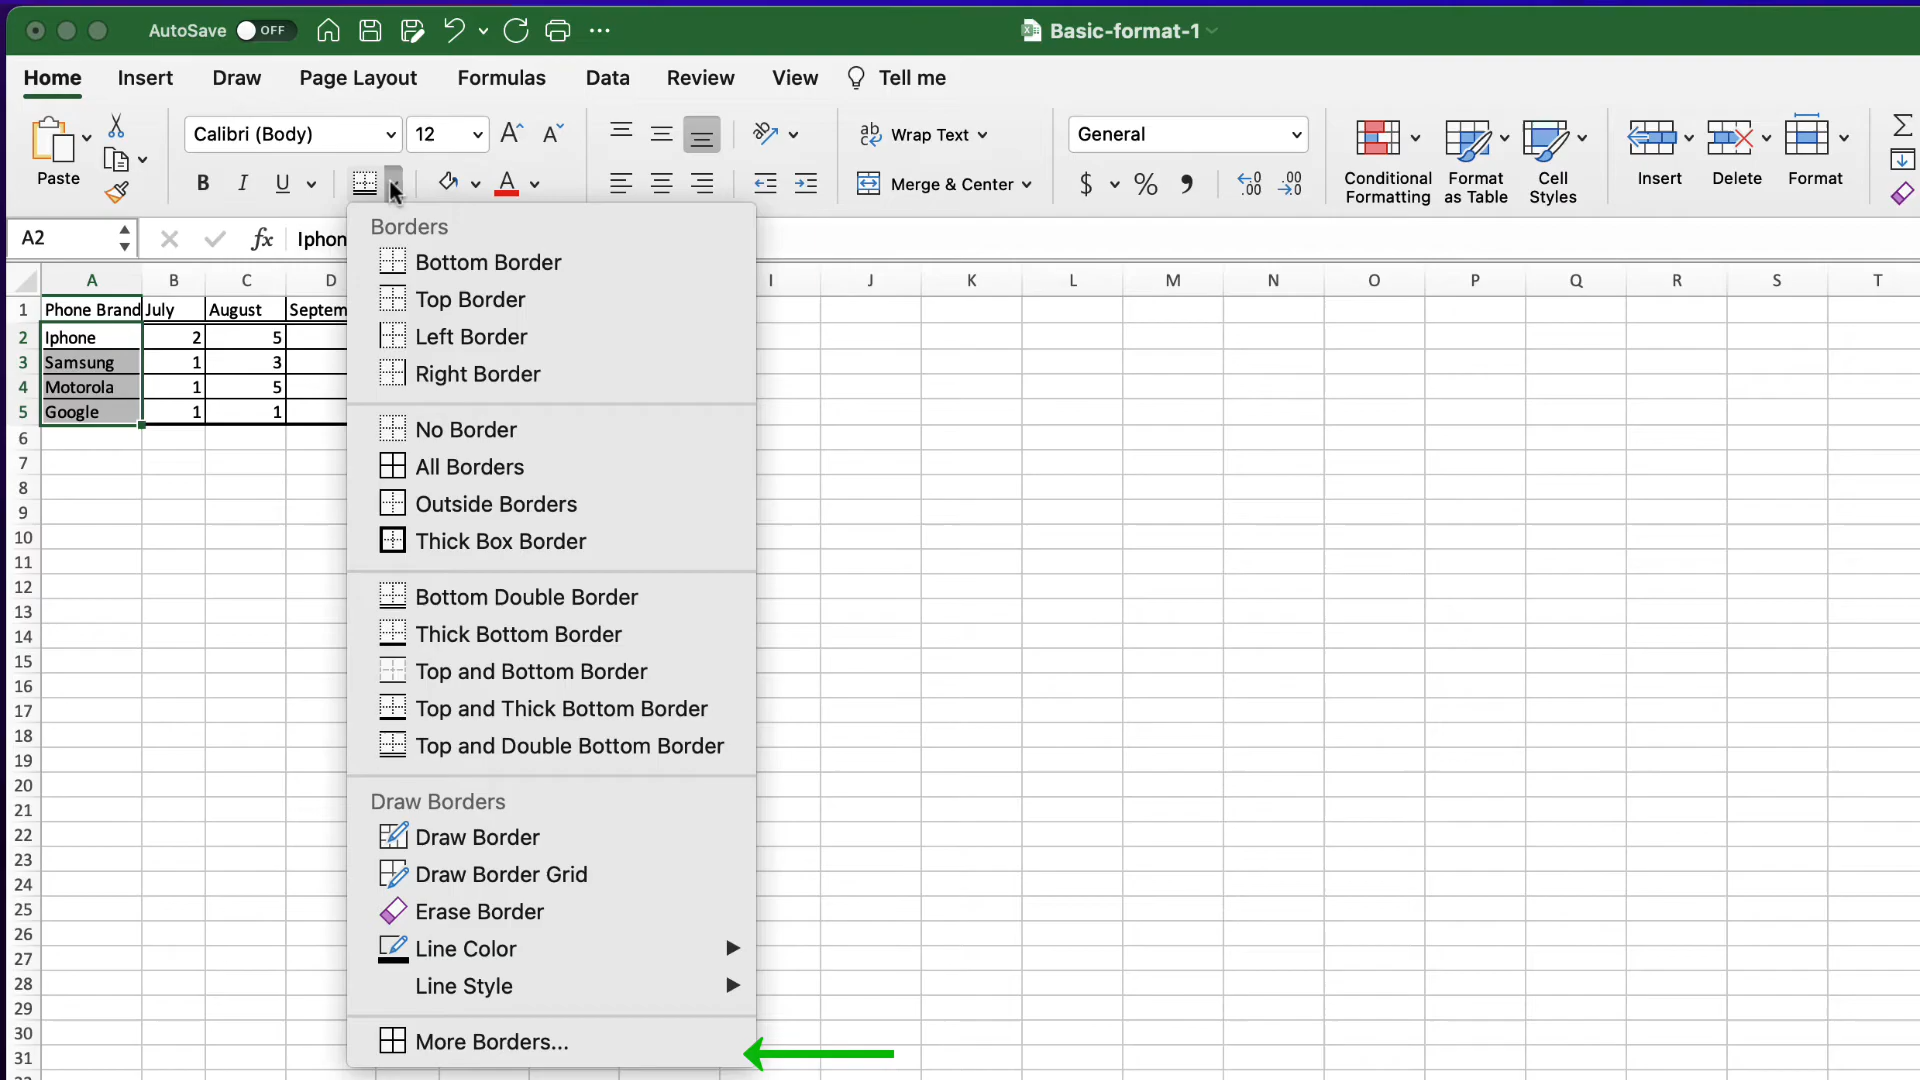 AutoSave OFF Basic-format-1
Home Insert Draw Page Layout Formulas Data Review View Tell me
Paste Calibri (Body) 12 A A Wrap Text General Conditional Formatting Format as Table Cell Styles Insert Delete Format
B I U A Merge & Center $ % .00
A2 fx Iphon
A B C D I J K L M N O P Q R S T
1 Phone Brand July August Septem
2 Iphone 2 5
3 Samsung 1 3
4 Motorola 1 5
5 Google 1 1
6
7
8
9
10
11
12
13
14
15
16
17
18
19
20
21
22
23
24
25
26
27
28
29
30
31
Borders
Bottom Border
Top Border
Left Border
Right Border
No Border
All Borders
Outside Borders
Thick Box Border
Bottom Double Border
Thick Bottom Border
Top and Bottom Border
Top and Thick Bottom Border
Top and Double Bottom Border
Draw Borders
Draw Border
Draw Border Grid
Erase Border
Line Color
Line Style
More Borders...